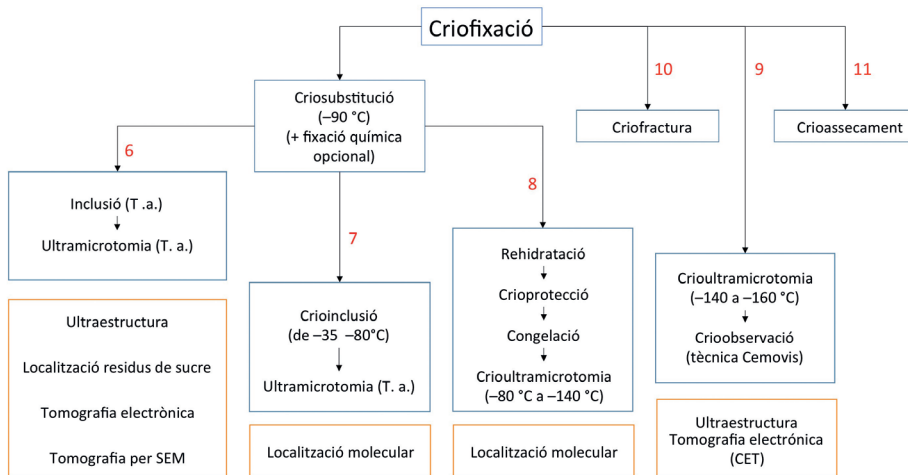 Criofixació
10
9
11
Criosubstitució
(–90 °C)
(+ fixació química
opcional)
Criofractura
Crioassecament
6
8
7
Inclusió (T .a.)
Ultramicrotomia (T. a.)
Rehidratació
Crioprotecció
Congelació
Crioultramicrotomia
(–80 °C a –140 °C)
Crioultramicrotomia
(–140 a –160 °C)
Crioobservació
(tècnica Cemovis)
Crioinclusió
(de –35 –80°C)
Ultramicrotomia (T. a.)
Ultraestructura
Localització residus de sucre
Tomografia electrònica
Tomografia per SEM
Localització molecular
Localització molecular
Ultraestructura
Tomografia electrónica
(CET)